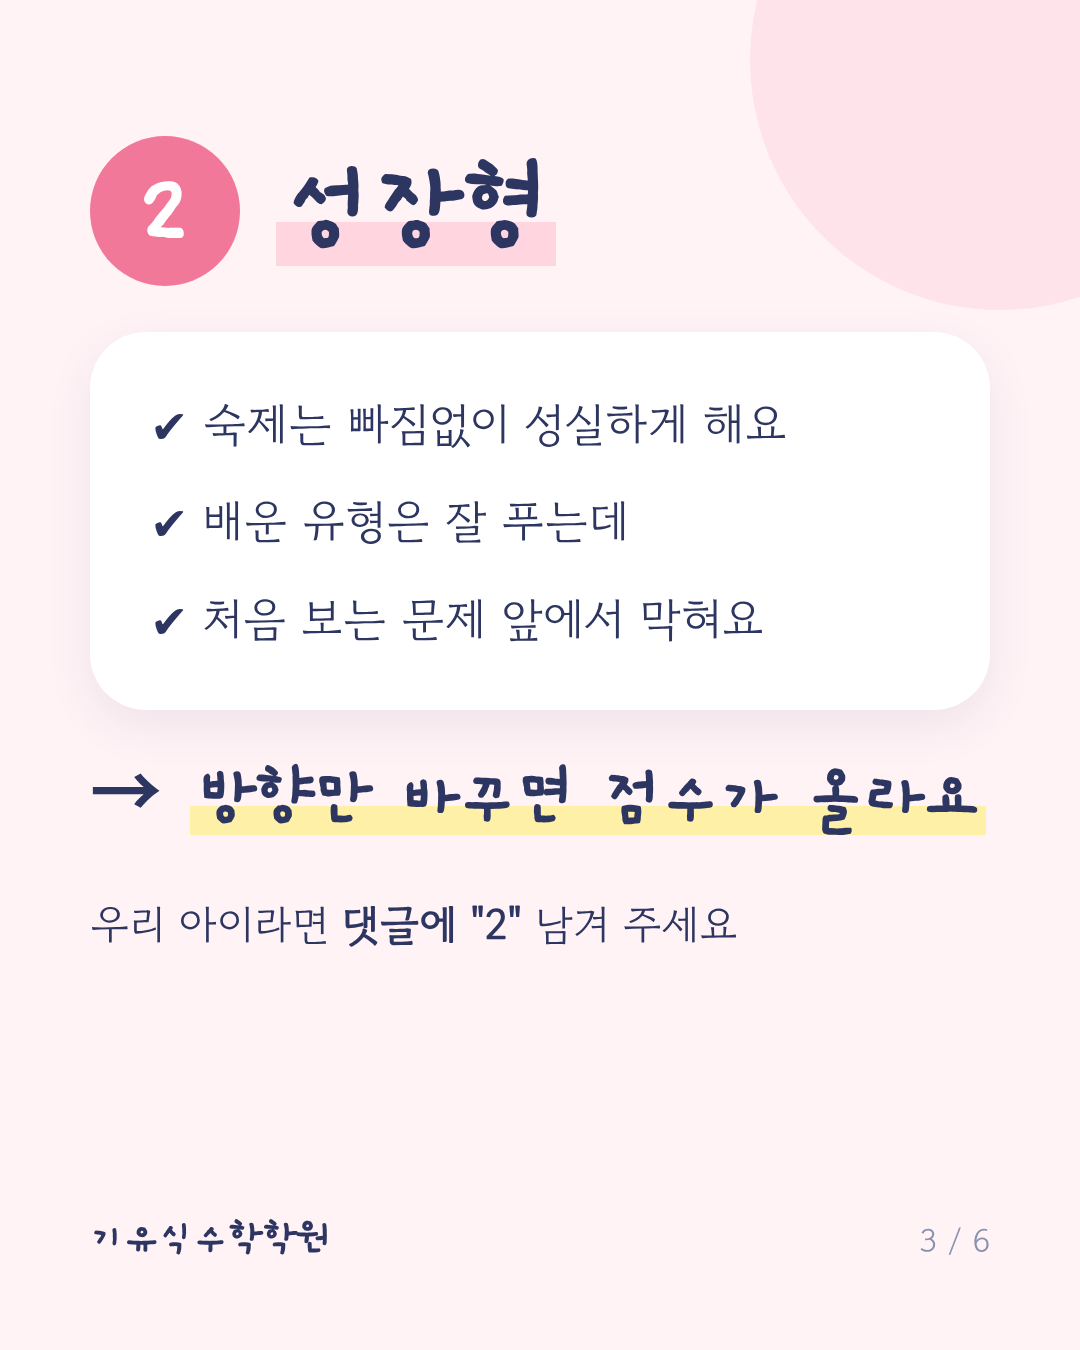 2 성장형
✔ 숙제는 빠짐없이 성실하게 해요
✔ 배운 유형은 잘 푸는데
✔ 처음 보는 문제 앞에서 막혀요
→ 방향만 바꾸면 점수가 올라요
우리 아이라면 댓글에 "2" 남겨 주세요
기유식수학학원
3 / 6